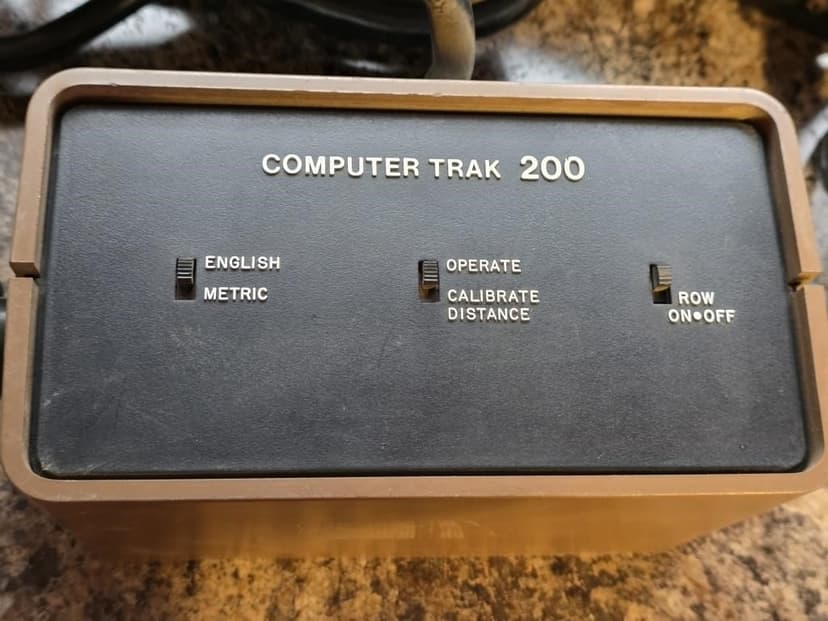 COMPUTER TRAK 200
ENGLISH
METRIC
OPERATE
CALIBRATE
DISTANCE
ROW
ON•OFF